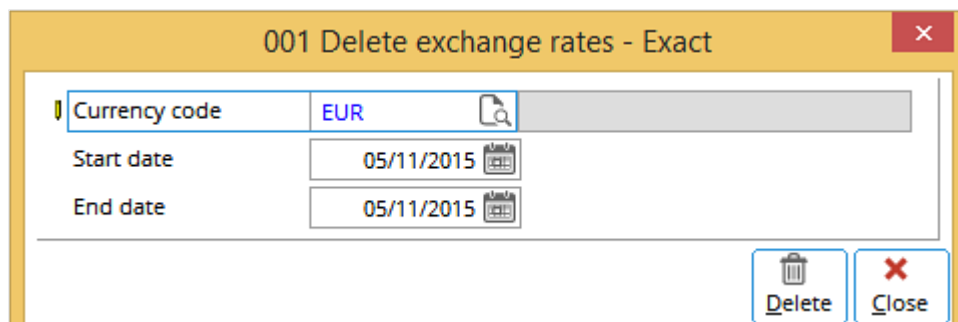 001 Delete exchange rates - Exact
Currency code EUR
Start date 05/11/2015
End date 05/11/2015
Delete Close